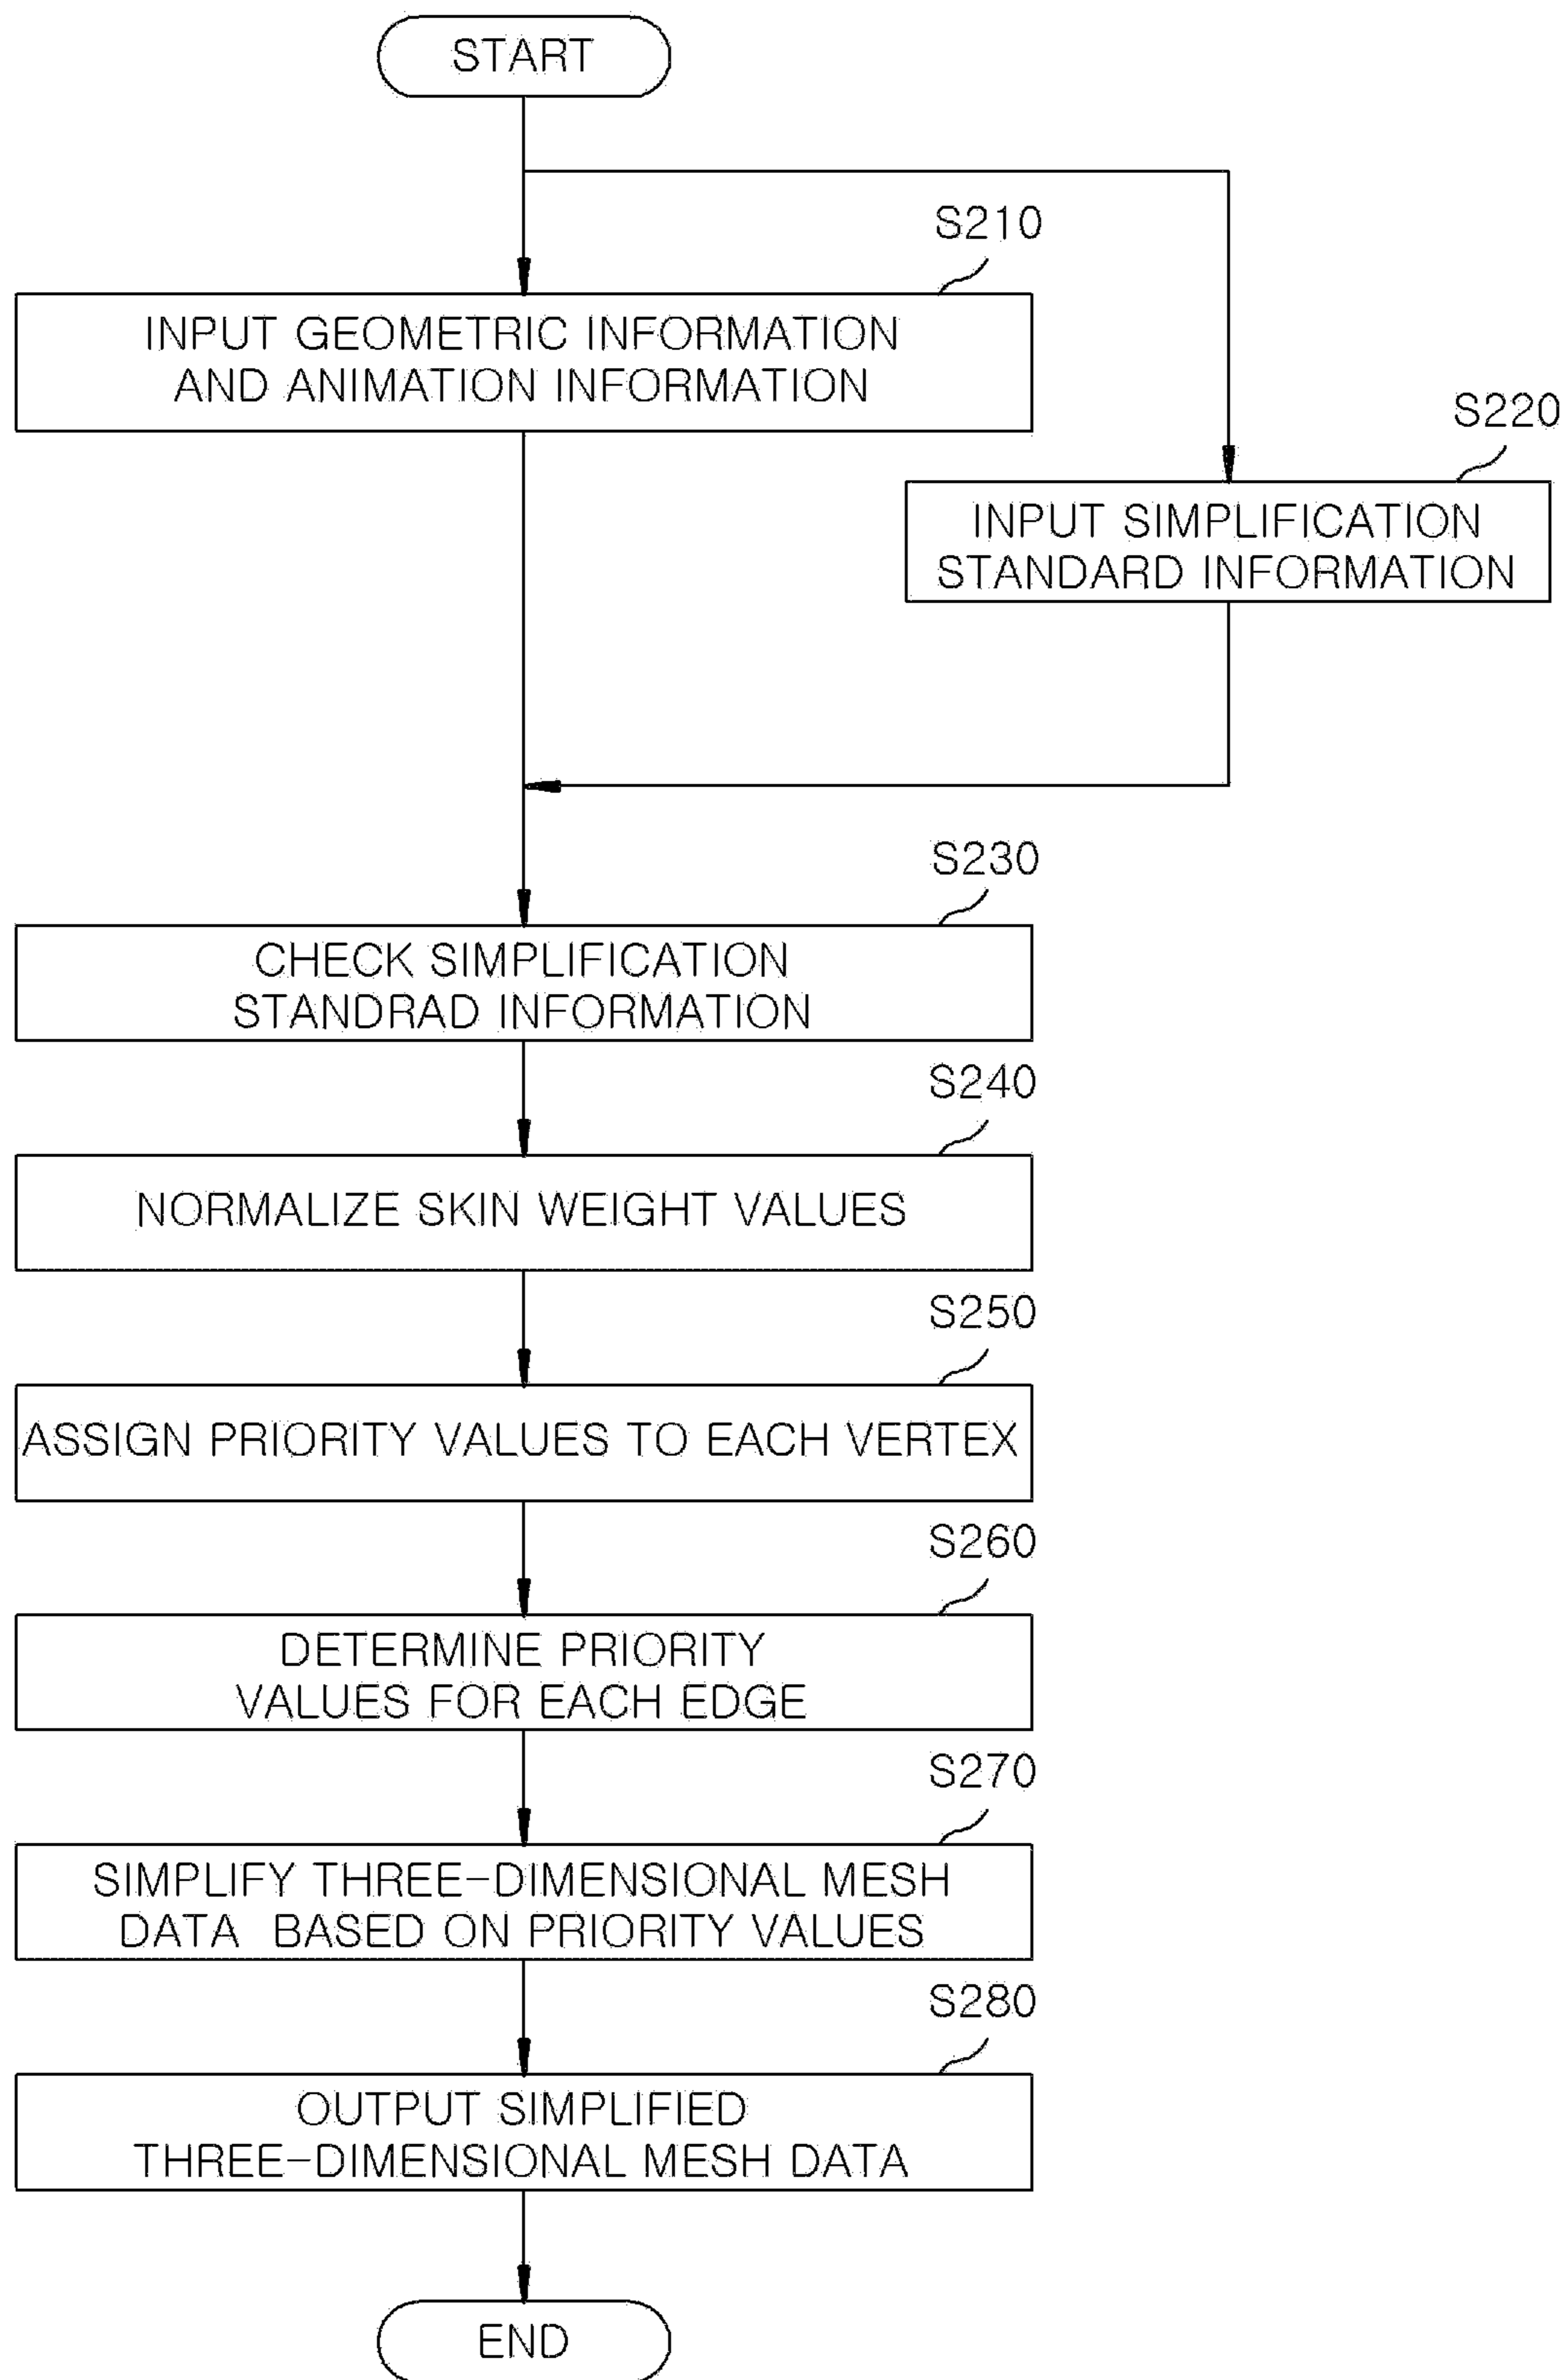 START
S210
INPUT GEOMETRIC INFORMATION
AND ANIMATION INFORMATION
S220
INPUT SIMPLIFICATION
STANDARD INFORMATION
S230
CHECK SIMPLIFICATION
STANDRAD INFORMATION
S240
NORMALIZE SKIN WEIGHT VALUES
S250
ASSIGN PRIORITY VALUES TO EACH VERTEX
S260
DETERMINE PRIORITY
VALUES FOR EACH EDGE
S270
SIMPLIFY THREE-DIMENSIONAL MESH
DATA BASED ON PRIORITY VALUES
S280
OUTPUT SIMPLIFIED
THREE-DIMENSIONAL MESH DATA
END